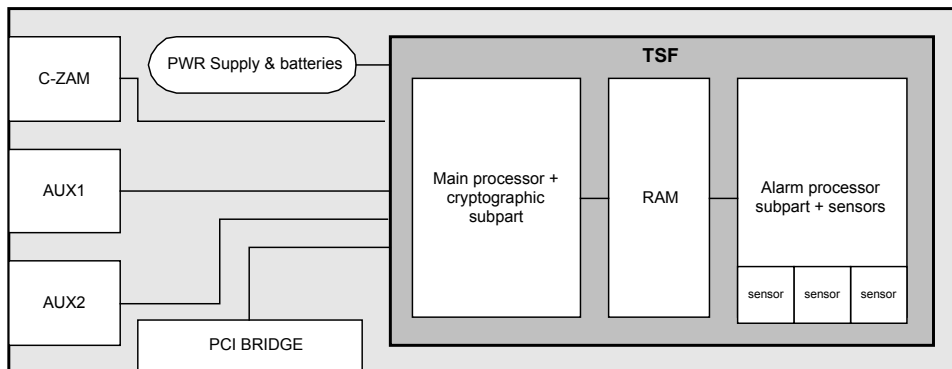 C-ZAM
PWR Supply & batteries
TSF
AUX1
AUX2
PCI BRIDGE
Main processor +
cryptographic
subpart
RAM
Alarm processor
subpart + sensors
sensor
sensor
sensor